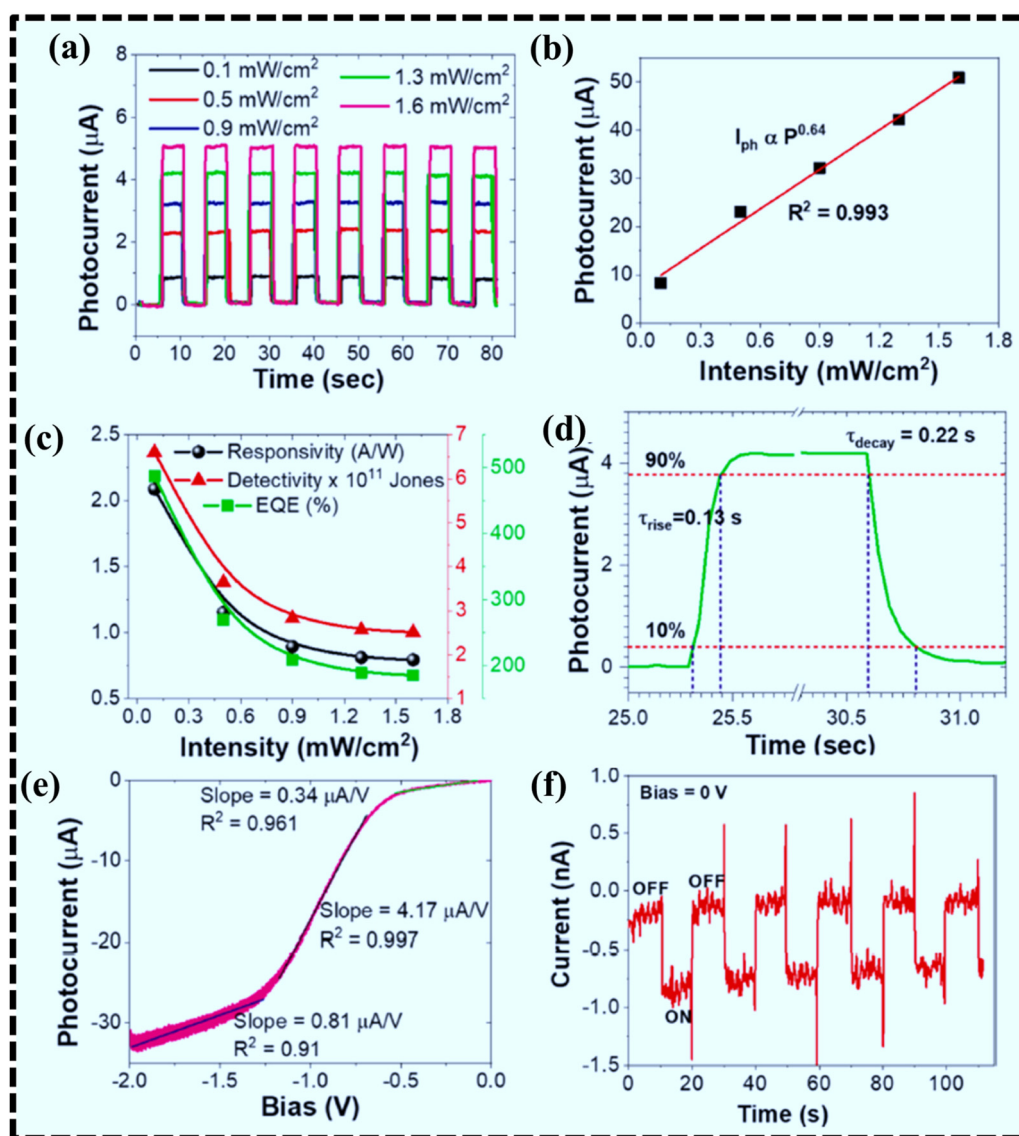 (a)
8
6
4
2
0
0.1 mW/cm²
0.5 mW/cm²
0.9 mW/cm²
1.3 mW/cm²
1.6 mW/cm²
Photocurrent (μA)
0 10 20 30 40 50 60 70 80
Time (sec)
(b)
50
40
30
20
10
0
Photocurrent (μA)
I_ph α P^0.64
R² = 0.993
0.0 0.3 0.6 0.9 1.2 1.5 1.8
Intensity (mW/cm²)
(c)
2.5
2.0
1.5
1.0
0.5
Responsivity (A/W)
Detectivity x 10¹¹ Jones
EQE (%)
7
6
5
4
3
2
1
500
400
300
200
0.0 0.3 0.6 0.9 1.2 1.5 1.8
Intensity (mW/cm²)
(d)
Photocurrent (μA)
4
2
0
90%
10%
τ_decay = 0.22 s
τ_rise=0.13 s
25.0 25.5 30.5 31.0
Time (sec)
(e)
0
-10
-20
-30
Photocurrent (μA)
Slope = 0.34 μA/V
R² = 0.961
Slope = 4.17 μA/V
R² = 0.997
Slope = 0.81 μA/V
R² = 0.91
-2.0 -1.5 -1.0 -0.5 0.0
Bias (V)
(f)
1.0
0.5
0.0
-0.5
-1.0
-1.5
Current (nA)
Bias = 0 V
OFF
OFF
ON
0 20 40 60 80 100
Time (s)